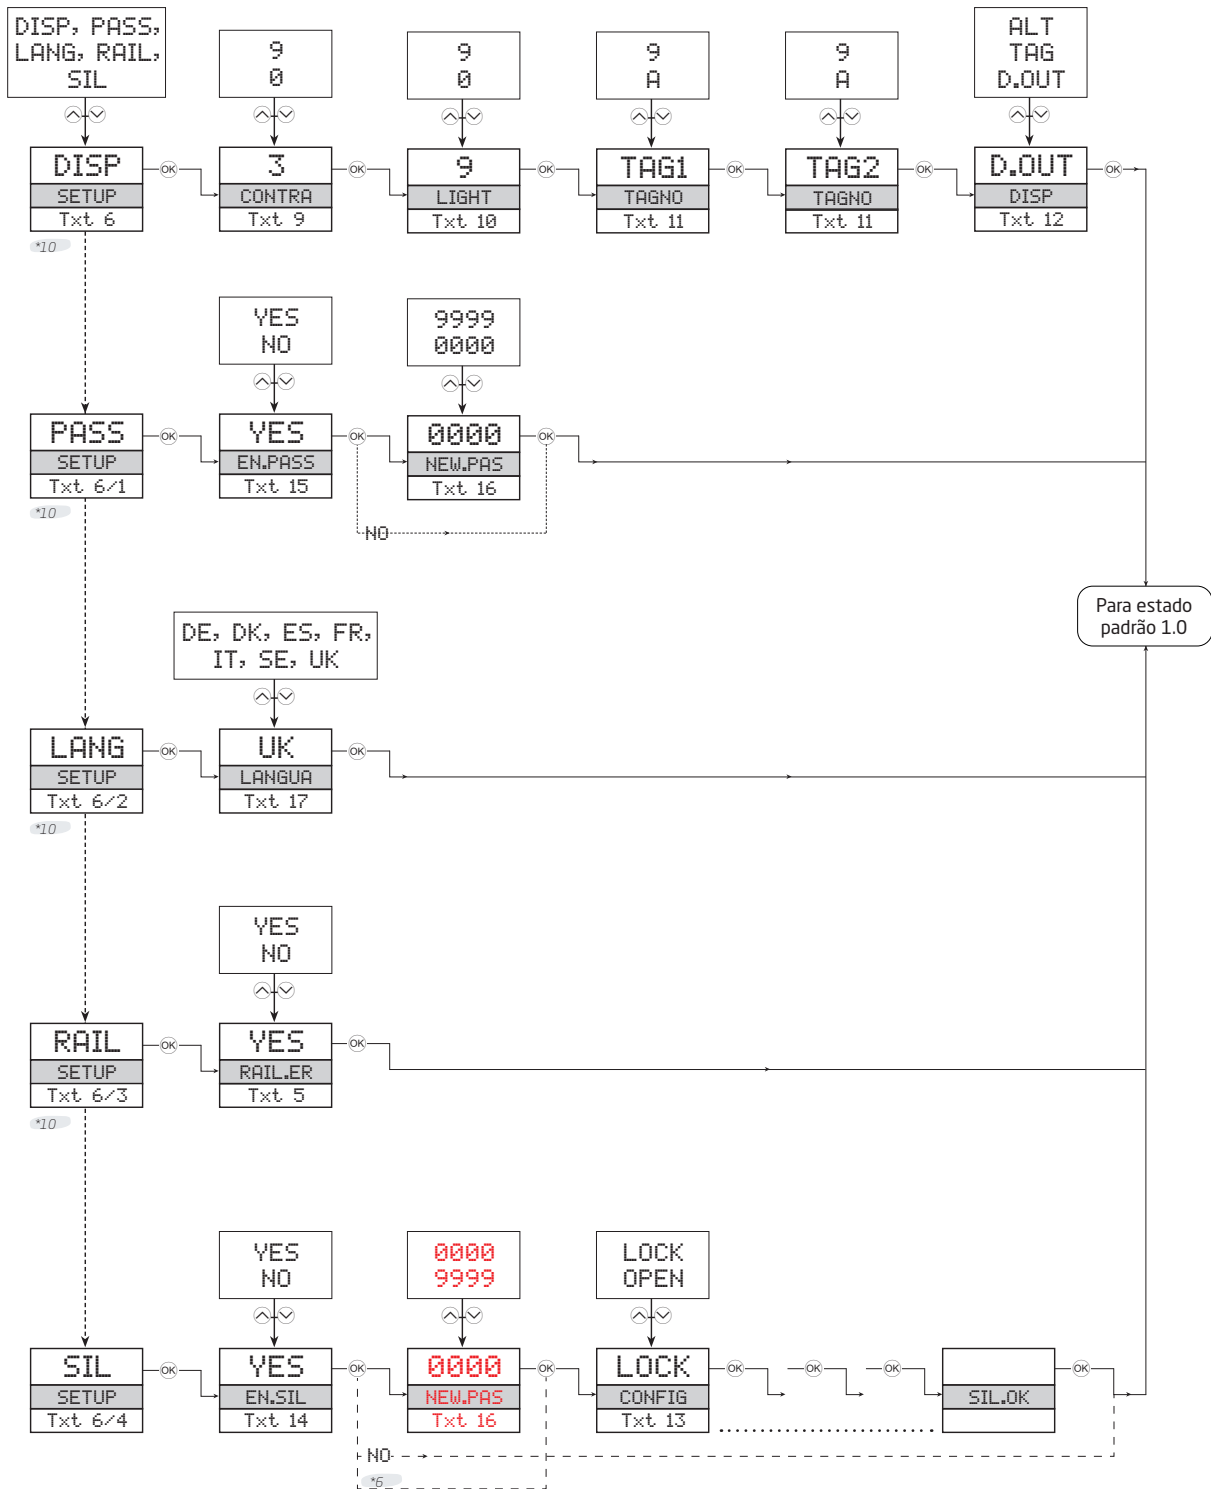 DISP, PASS,
LANG, RAIL,
SIL
9
0
9
0
9
A
9
A
ALT
TAG
D.OUT
DISP
SETUP
Txt 6
*10
OK
3
CONTRA
Txt 9
OK
9
LIGHT
Txt 10
OK
TAG1
TAGNO
Txt 11
OK
TAG2
TAGNO
Txt 11
OK
D.OUT
DISP
Txt 12
OK
YES
NO
9999
0000
PASS
SETUP
Txt 6/1
*10
OK
YES
EN.PASS
Txt 15
OK
0000
NEW.PAS
Txt 16
OK
NO
Para estado
padrão 1.0
DE, DK, ES, FR,
IT, SE, UK
LANG
SETUP
Txt 6/2
*10
OK
UK
LANGUA
Txt 17
OK
YES
NO
RAIL
SETUP
Txt 6/3
*10
OK
YES
RAIL.ER
Txt 5
OK
YES
NO
0000
9999
LOCK
OPEN
SIL
SETUP
Txt 6/4
OK
YES
EN.SIL
Txt 14
OK
0000
NEW.PAS
Txt 16
OK
LOCK
CONFIG
Txt 13
OK
OK
OK
SIL.OK
OK
NO
*6